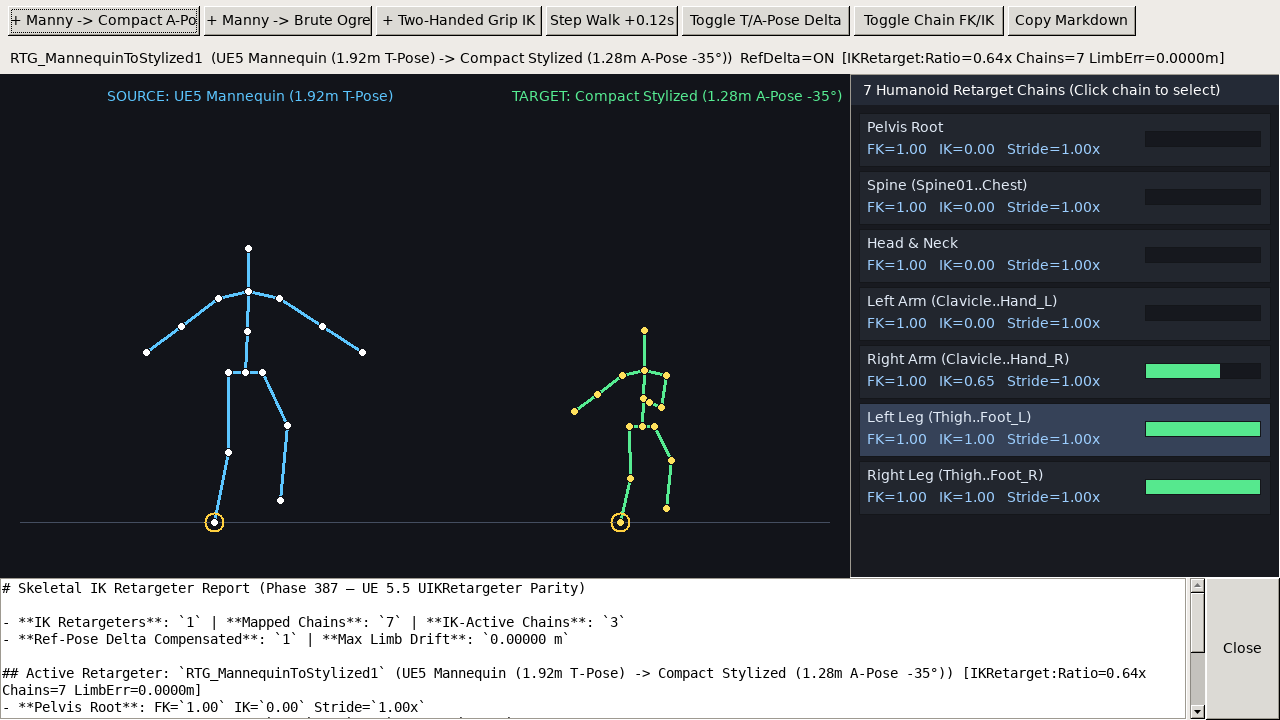 + Manny -> Compact A-Po
+ Manny -> Brute Ogre
+ Two-Handed Grip IK
Step Walk +0.12s
Toggle T/A-Pose Delta
Toggle Chain FK/IK
Copy Markdown
RTG_MannequinToStylized1 (UE5 Mannequin (1.92m T-Pose) -> Compact Stylized (1.28m A-Pose -35°)) RefDelta=ON [IKRetarget:Ratio=0.64x Chains=7 LimbErr=0.0000m]
SOURCE: UE5 Mannequin (1.92m T-Pose)
TARGET: Compact Stylized (1.28m A-Pose -35°)
7 Humanoid Retarget Chains (Click chain to select)
Pelvis Root
FK=1.00 IK=0.00 Stride=1.00x
Spine (Spine01..Chest)
FK=1.00 IK=0.00 Stride=1.00x
Head & Neck
FK=1.00 IK=0.00 Stride=1.00x
Left Arm (Clavicle..Hand_L)
FK=1.00 IK=0.00 Stride=1.00x
Right Arm (Clavicle..Hand_R)
FK=1.00 IK=0.65 Stride=1.00x
Left Leg (Thigh..Foot_L)
FK=1.00 IK=1.00 Stride=1.00x
Right Leg (Thigh..Foot_R)
FK=1.00 IK=1.00 Stride=1.00x
# Skeletal IK Retargeter Report (Phase 387 — UE 5.5 UIKRetargeter Parity)
- **IK Retargeters**: `1` | **Mapped Chains**: `7` | **IK-Active Chains**: `3`
- **Ref-Pose Delta Compensated**: `1` | **Max Limb Drift**: `0.00000 m`
## Active Retargeter: `RTG_MannequinToStylized1` (UE5 Mannequin (1.92m T-Pose) -> Compact Stylized (1.28m A-Pose -35°)) [IKRetarget:Ratio=0.64x
Chains=7 LimbErr=0.0000m]
- **Pelvis Root**: FK=`1.00` IK=`0.00` Stride=`1.00x`
Close